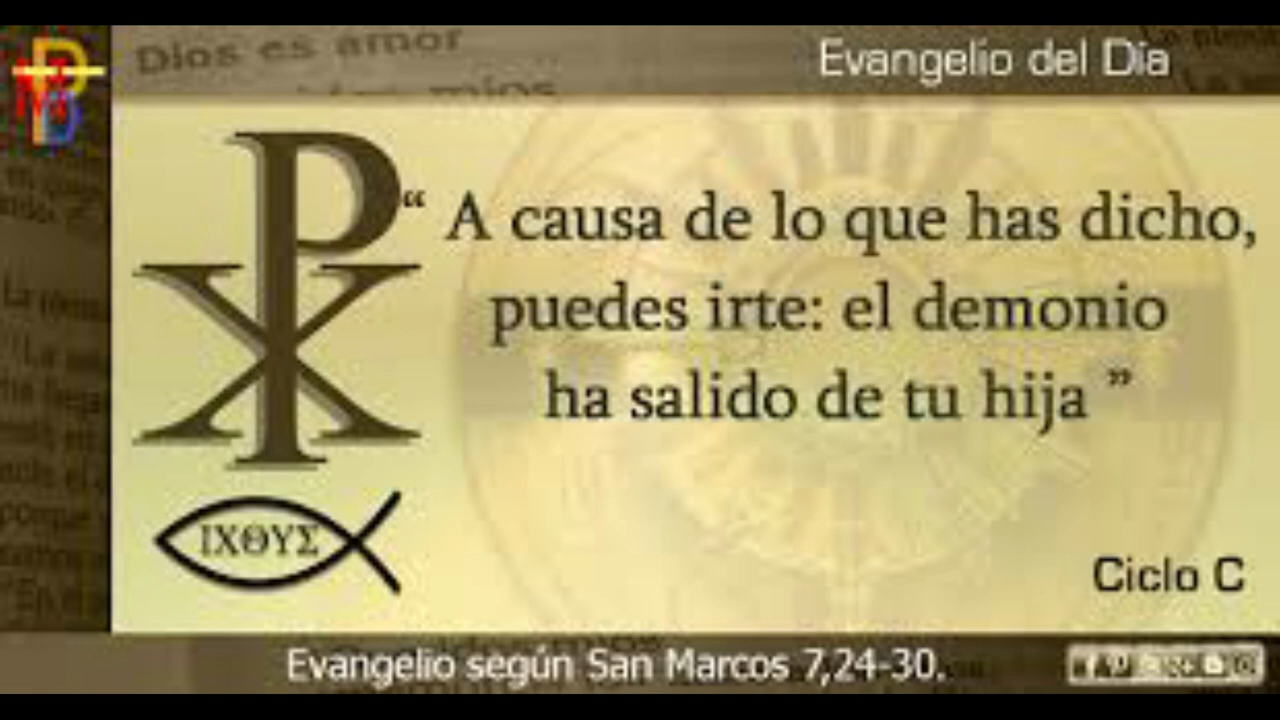 Dios es amor
Evangelio del Día
“ A causa de lo que has dicho,
puedes irte: el demonio
ha salido de tu hija ”
ΙΧΘΥΣ
Ciclo C
Evangelio según San Marcos 7,24-30.